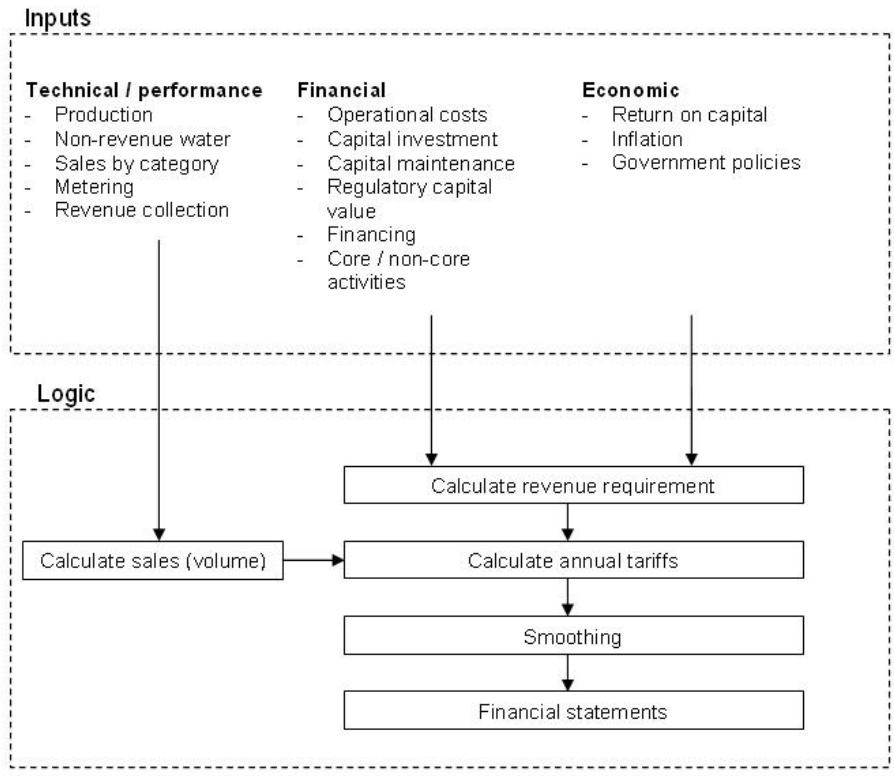 Inputs
Technical / performance
- Production
- Non-revenue water
- Sales by category
- Metering
- Revenue collection
Financial
- Operational costs
- Capital investment
- Capital maintenance
- Regulatory capital
value
- Financing
- Core / non-core
activities
Economic
- Return on capital
- Inflation
- Government policies
Logic
Calculate revenue requirement
Calculate sales (volume)
Calculate annual tariffs
Smoothing
Financial statements